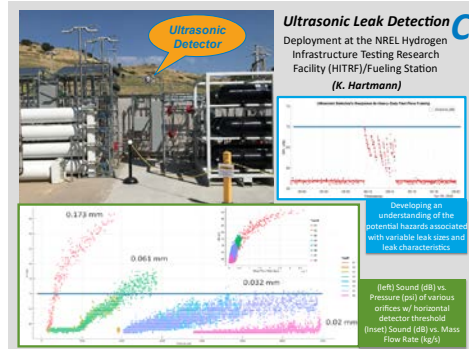 Ultrasonic
Detector
Ultrasonic Leak Detection
C
Deployment at the NREL Hydrogen
Infrastructure Testing Research
Facility (HITRF)/Fueling Station
(K. Hartmann)
Developing an
understanding of the
potential hazards associated
with variable leak sizes and
leak characteristics
0.173 mm
0.061 mm
0.032 mm
0.02 mm
(left) Sound (dB) vs.
Pressure (psi) of various
orifices w/ horizontal
detector threshold
(Inset) Sound (dB) vs. Mass
Flow Rate (kg/s)